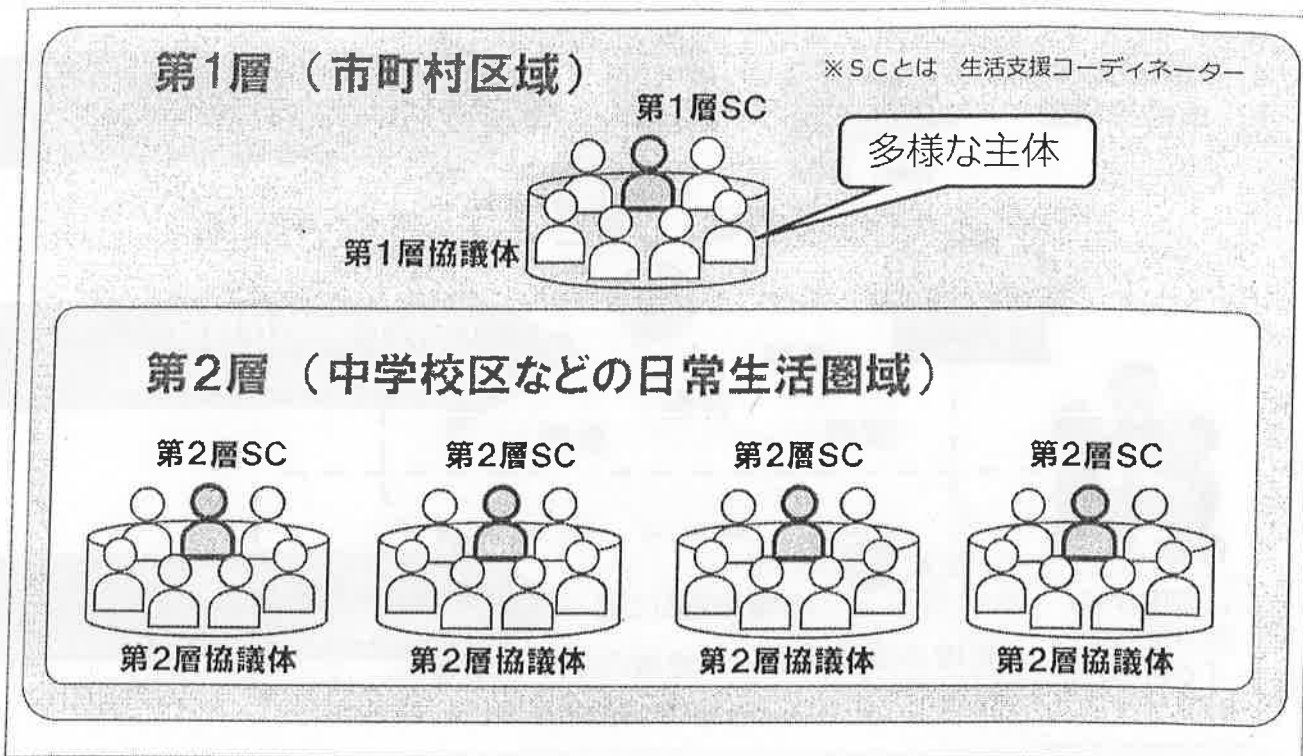 第1層（市町村区域）
※SCとは 生活支援コーディネーター
第1層SC
多様な主体
第1層協議体
第2層（中学校区などの日常生活圏域）
第2層SC 第2層SC 第2層SC 第2層SC
第2層協議体 第2層協議体 第2層協議体 第2層協議体